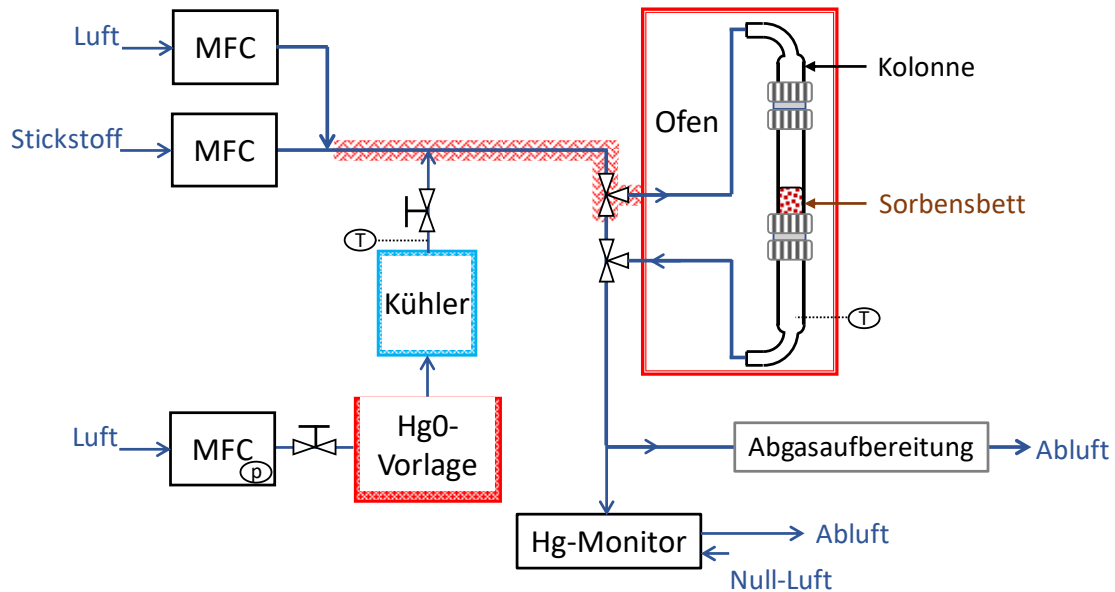 Luft
MFC
Stickstoff
MFC
Ofen
Kolonne
Sorbensbett
T
Kühler
T
Luft
MFC
p
Hg0-
Vorlage
Abgasaufbereitung
Abluft
Hg-Monitor
Abluft
Null-Luft